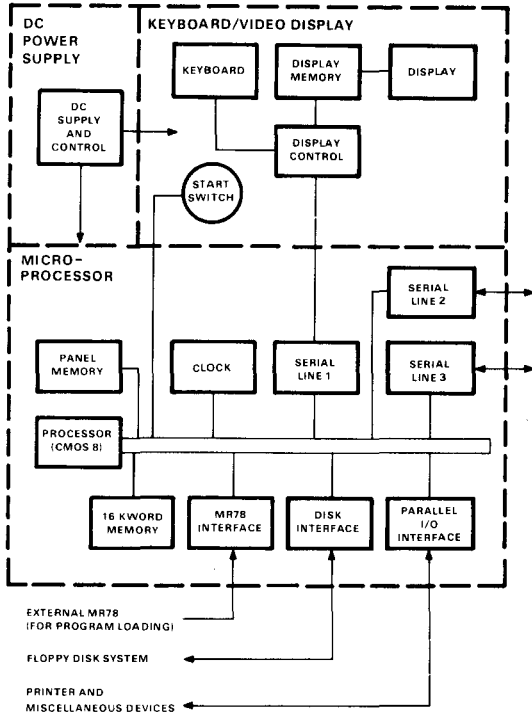 DC
POWER
SUPPLY
KEYBOARD/VIDEO DISPLAY
KEYBOARD
DISPLAY
MEMORY
DISPLAY
DC
SUPPLY
AND
CONTROL
DISPLAY
CONTROL
START
SWITCH
MICRO-
PROCESSOR
SERIAL
LINE 2
PANEL
MEMORY
CLOCK
SERIAL
LINE 1
SERIAL
LINE 3
PROCESSOR
(CMOS 8)
16 KWORD
MEMORY
MR78
INTERFACE
DISK
INTERFACE
PARALLEL
I/O
INTERFACE
EXTERNAL MR78
(FOR PROGRAM LOADING)
FLOPPY DISK SYSTEM
PRINTER AND
MISCELLANEOUS DEVICES